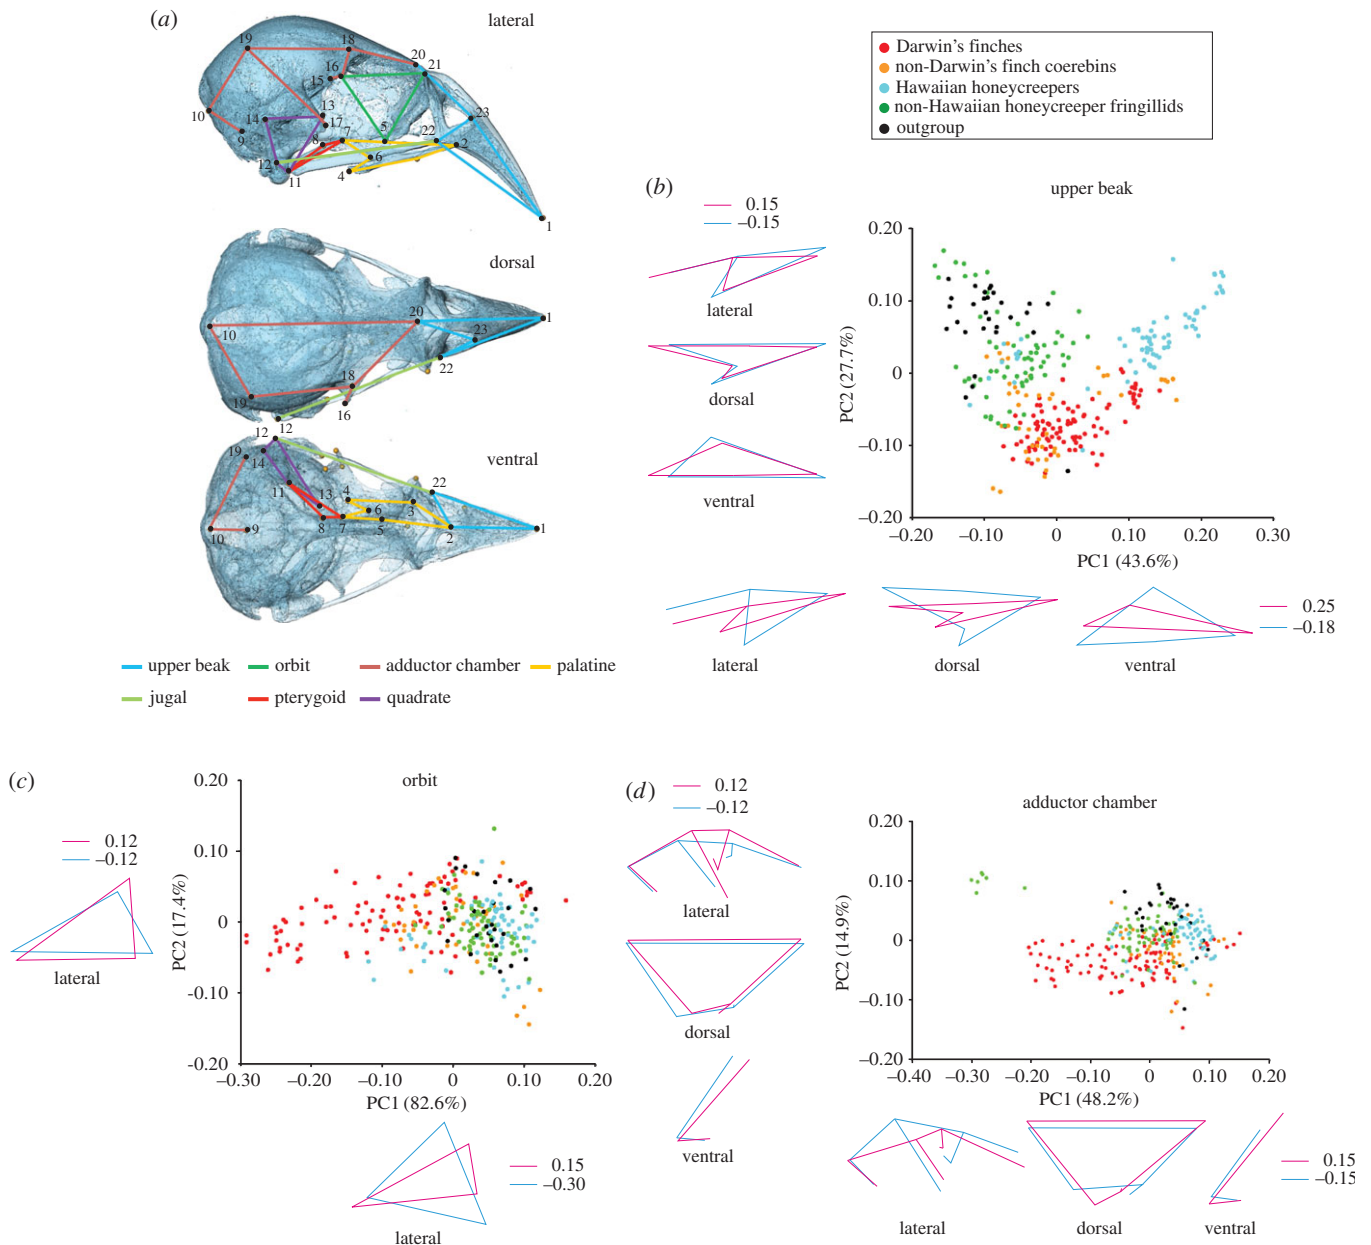 (a)
lateral
19
18
20
21
16
15
10
14
13
17
23
9
8
7
5
22
2
12
6
11
4
1
dorsal
20
1
10
23
22
18
19
16
12
12
ventral
19
14
11
13
4
22
3
6
10
9
8
7
5
2
1
upper beak
orbit
adductor chamber
palatine
jugal
pterygoid
quadrate
Darwin's finches
non-Darwin's finch coerebins
Hawaiian honeycreepers
non-Hawaiian honeycreeper fringillids
outgroup
(b)
upper beak
0.15
–0.15
lateral
dorsal
ventral
0.20
0.10
0
–0.10
–0.20
PC2 (27.7%)
–0.20
–0.10
0
0.10
0.20
0.30
PC1 (43.6%)
lateral
dorsal
ventral
0.25
–0.18
(c)
orbit
0.12
–0.12
lateral
0.20
0.10
0
-0.10
-0.20
PC2 (17.4%)
–0.30
–0.20
–0.10
0
0.10
0.20
PC1 (82.6%)
0.15
–0.30
lateral
(d)
adductor chamber
0.12
–0.12
lateral
dorsal
ventral
0.20
0.10
0
–0.10
–0.20
PC2 (14.9%)
–0.40
–0.30
–0.20
–0.10
0
0.10
0.20
PC1 (48.2%)
lateral
dorsal
ventral
0.15
–0.15